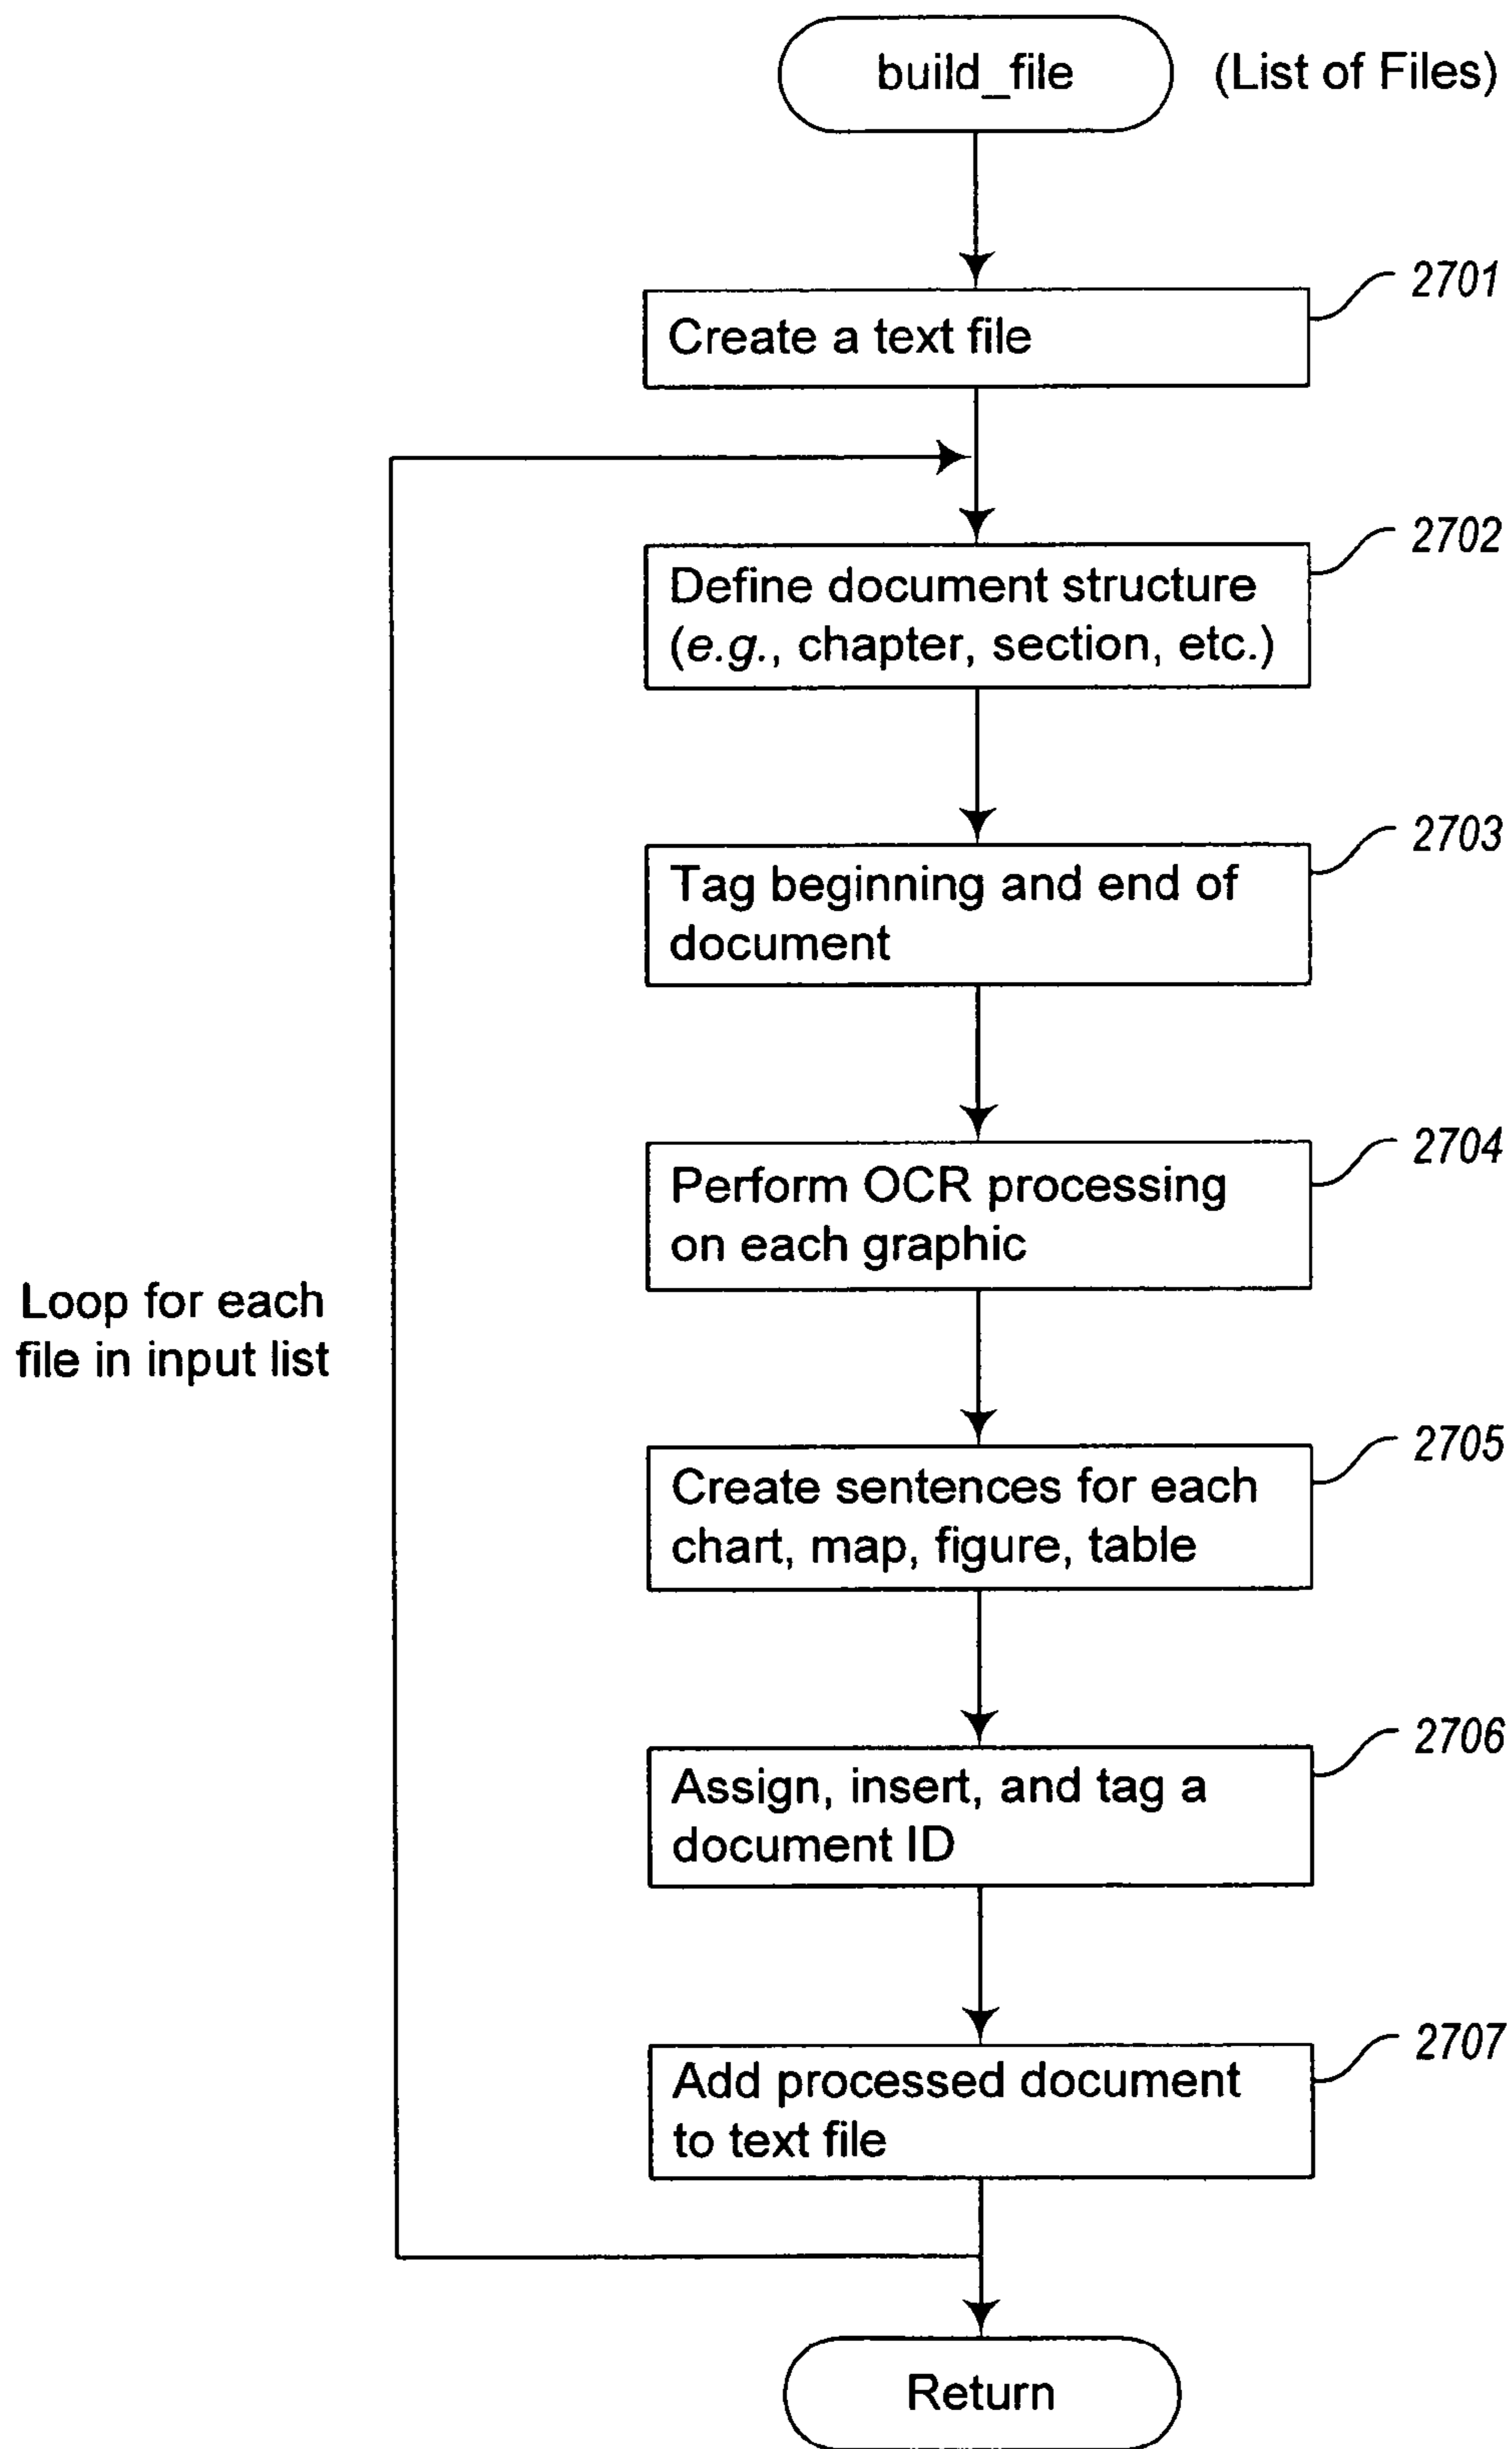 build_file (List of Files)
2701
Create a text file
2702
Define document structure
(e.g., chapter, section, etc.)
2703
Tag beginning and end of
document
2704
Perform OCR processing
on each graphic
Loop for each
file in input list
2705
Create sentences for each
chart, map, figure, table
2706
Assign, insert, and tag a
document ID
2707
Add processed document
to text file
Return